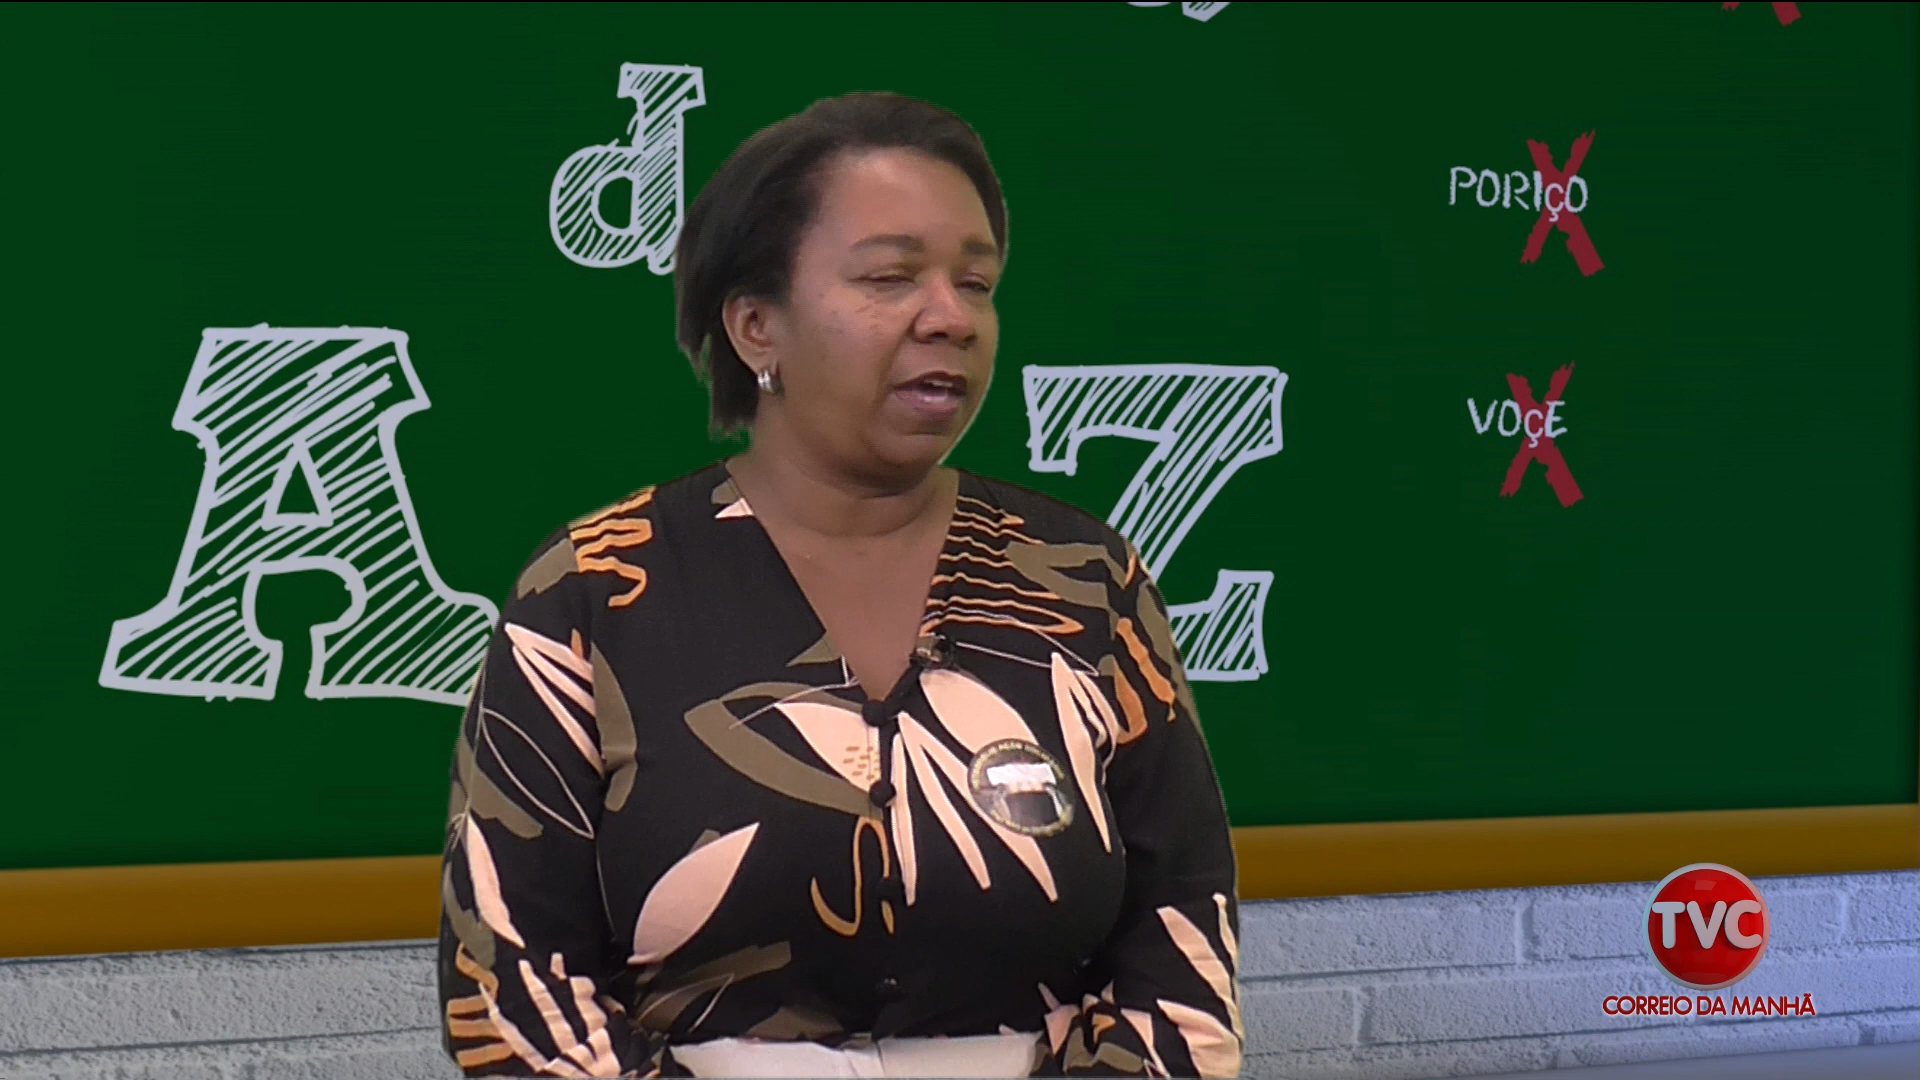 d
A
Z
PORIÇO
X
VOÇE
X
TVC
CORREIO DA MANHÃ